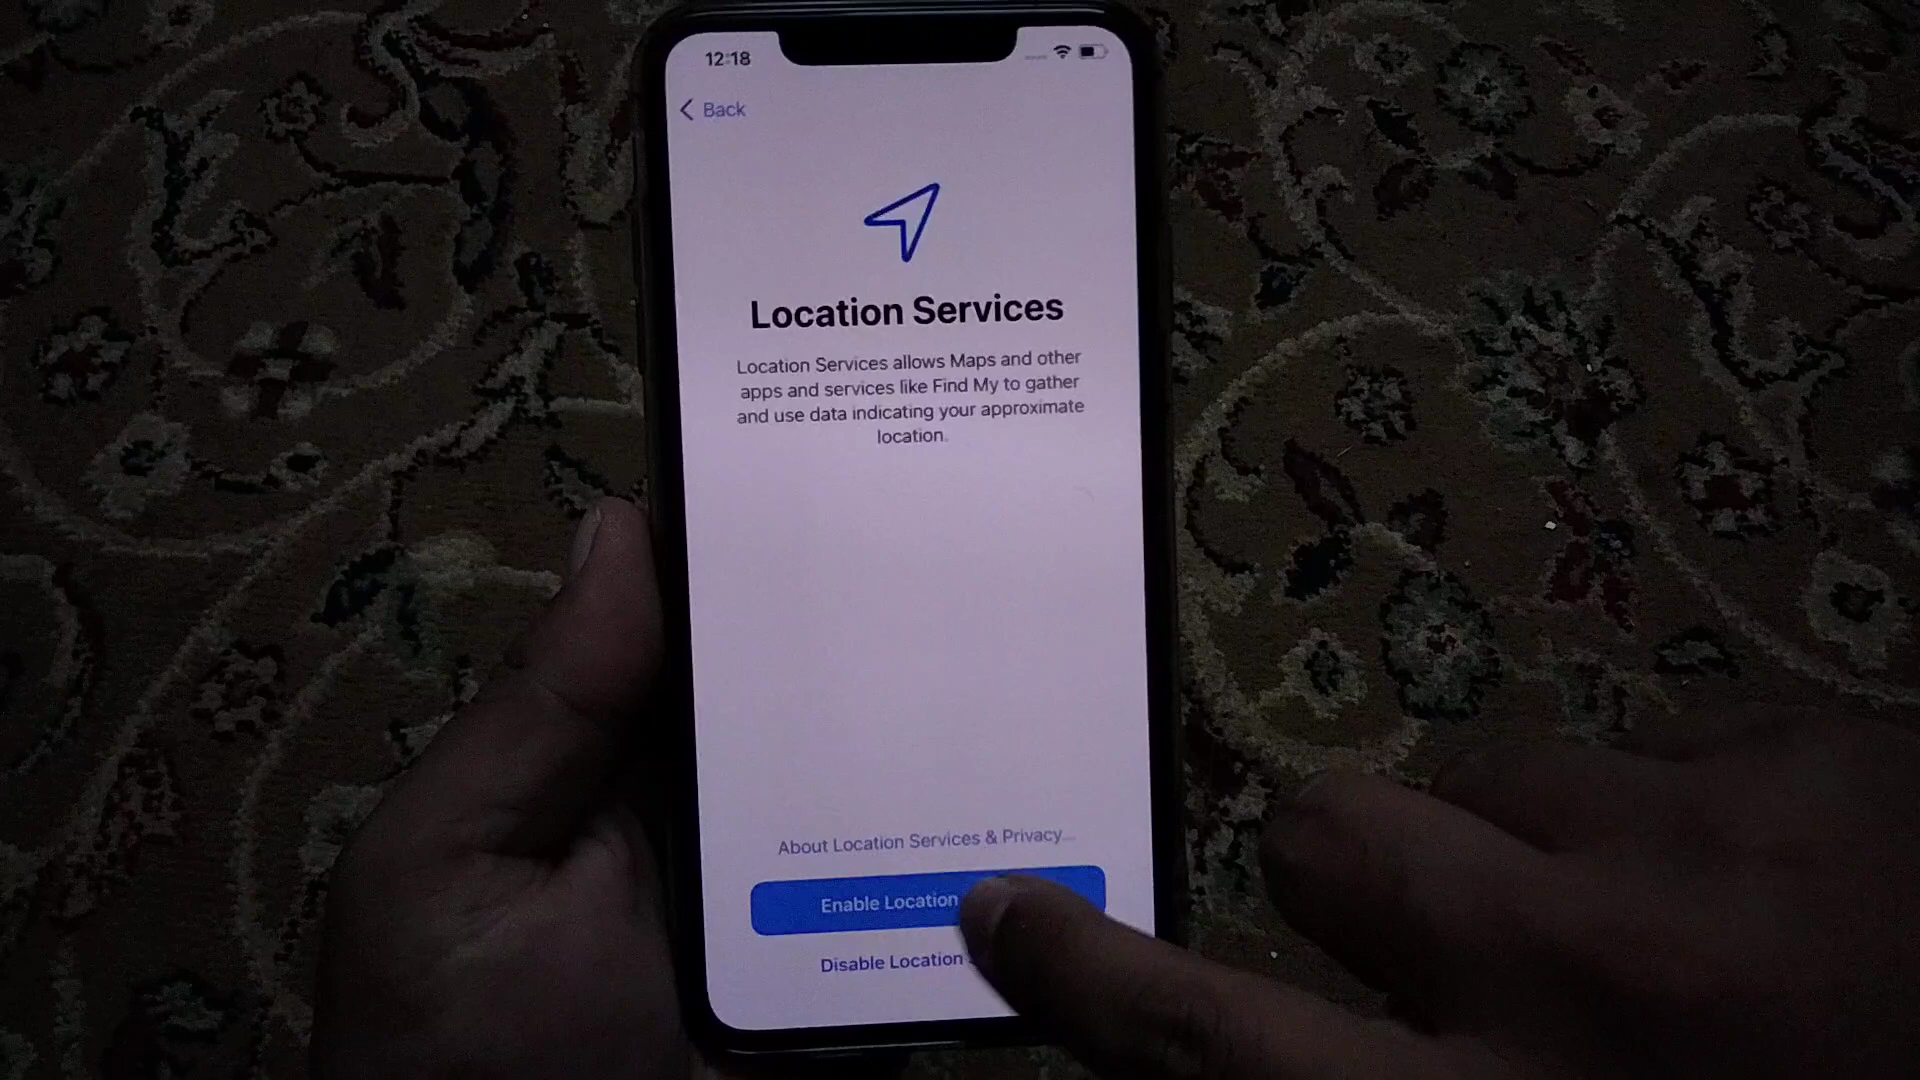 12:18
Back
Location Services
Location Services allows Maps and other
apps and services like Find My to gather
and use data indicating your approximate
location.
About Location Services & Privacy...
Enable Location
Disable Location